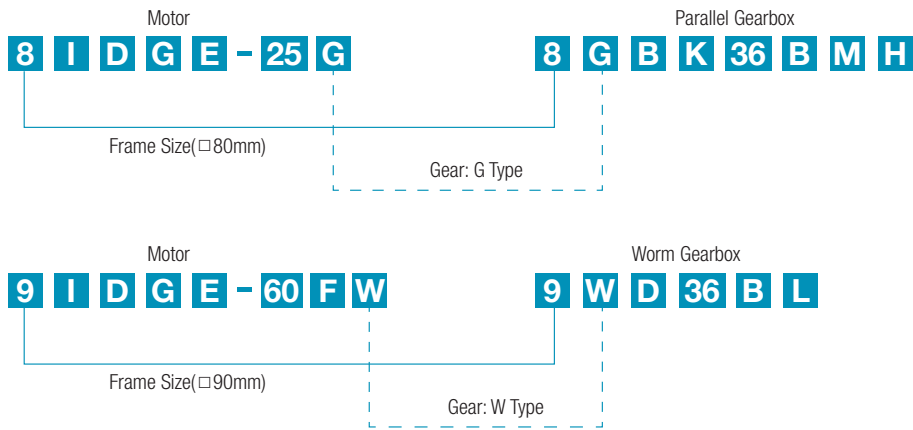 Motor Parallel Gearbox
8 I D G E - 25 G 8 G B K 36 B M H
Frame Size(□80mm)
Gear: G Type
Motor Worm Gearbox
9 I D G E - 60 F W 9 W D 36 B L
Frame Size(□90mm)
Gear: W Type